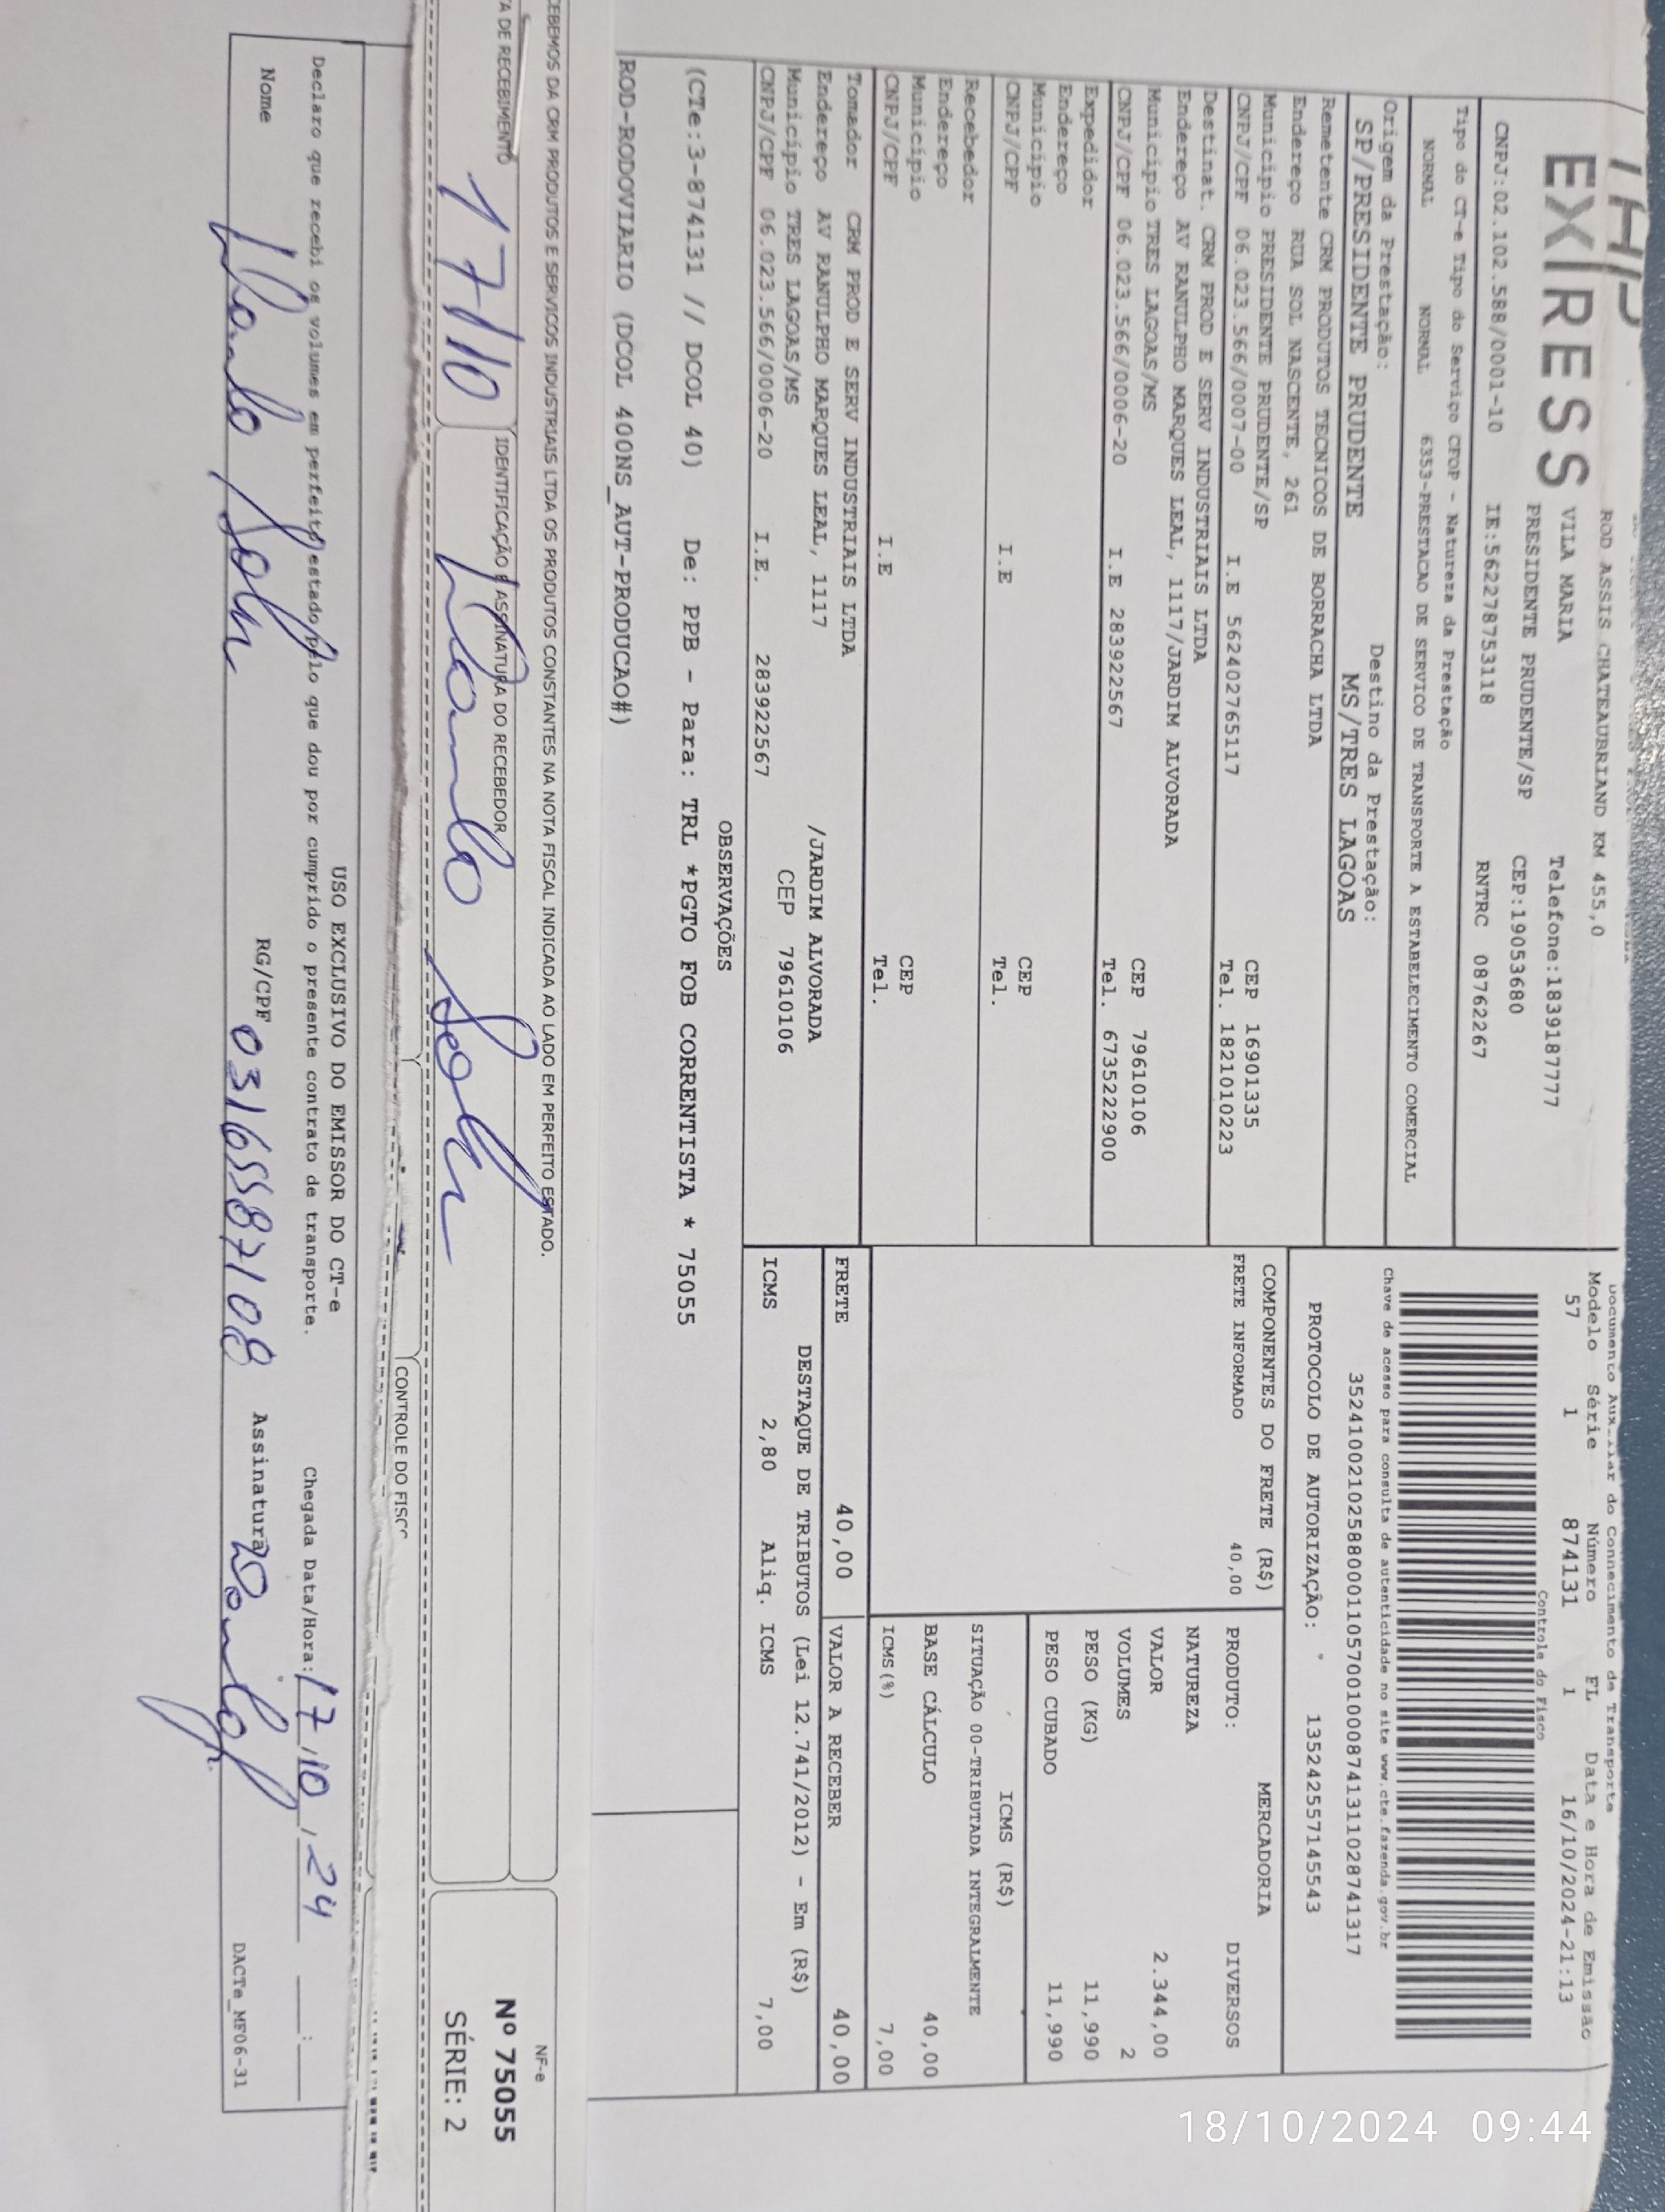 THP
EXPRESS
ROD ASSIS CHATEAUBRIAND KM 455,0
VILA MARIA Telefone:1839187777
PRESIDENTE PRUDENTE/SP CEP:19053680
CNPJ:02.102.588/0001-10 IE:562278753118 RNTRC 08762267
Tipo do CT-e Tipo do Serviço CFOP - Natureza da Prestação
NORMAL NORMAL 6353-PRESTACAO DE SERVICO DE TRANSPORTE A ESTABELECIMENTO COMERCIAL
Origem da Prestação: Destino da Prestação:
SP/PRESIDENTE PRUDENTE MS/TRES LAGOAS
Documento Auxiliar do Conhecimento de Transporte
Modelo Série Número FL Data e Hora de Emissão
57 1 874131 1 16/10/2024-21:13
Controle do Fisco
Chave de acesso para consulta de autenticidade no site www.cte.fazenda.gov.br
35241002102588000110570010008741311028741317
PROTOCOLO DE AUTORIZAÇÃO: 135242557145543
Remetente CRM PRODUTOS TECNICOS DE BORRACHA LTDA
Endereço RUA SOL NASCENTE, 261
Município PRESIDENTE PRUDENTE/SP CEP 16901335
CNPJ/CPF 06.023.566/0007-00 I.E 562402765117 Tel. 1821010223
Destinat. CRM PROD E SERV INDUSTRIAIS LTDA
Endereço AV RANULPHO MARQUES LEAL, 1117/JARDIM ALVORADA
Município TRES LAGOAS/MS CEP 79610106
CNPJ/CPF 06.023.566/0006-20 I.E 283922567 Tel. 6735222900
Expedidor
Endereço
Município CEP
CNPJ/CPF I.E Tel.
Recebedor
Endereço
Município CEP
CNPJ/CPF I.E Tel.
Tomador CRM PROD E SERV INDUSTRIAIS LTDA
Endereço AV RANULPHO MARQUES LEAL, 1117 /JARDIM ALVORADA
Município TRES LAGOAS/MS CEP 79610106
CNPJ/CPF 06.023.566/0006-20 I.E. 283922567
COMPONENTES DO FRETE (R$)
FRETE INFORMADO 40,00
MERCADORIA
PRODUTO: DIVERSOS
NATUREZA
VALOR 2.344,00
VOLUMES 2
PESO (KG) 11,990
PESO CUBADO 11,990
ICMS (R$)
SITUAÇÃO 00-TRIBUTADA INTEGRALMENTE
BASE CÁLCULO 40,00
ICMS(%) 7,00
FRETE 40,00 VALOR A RECEBER 40,00
DESTAQUE DE TRIBUTOS (Lei 12.741/2012) - Em (R$)
ICMS 2,80 Aliq. ICMS 7,00
OBSERVAÇÕES
(CTe:3-874131 // DCOL 40) De: PPB - Para: TRL *PGTO FOB CORRENTISTA * 75055
ROD-RODOVIARIO (DCOL 400NS_AUT-PRODUCAO#)
CEBEMOS DA CRM PRODUTOS E SERVICOS INDUSTRIAIS LTDA OS PRODUTOS CONSTANTES NA NOTA FISCAL INDICADA AO LADO EM PERFEITO ESTADO.
TA DE RECEBIMENTO IDENTIFICAÇÃO E ASSINATURA DO RECEBEDOR
17/10
NF-e
Nº 75055
SÉRIE: 2
CONTROLE DO FISC
USO EXCLUSIVO DO EMISSOR DO CT-e
Declaro que recebi os volumes em perfeito estado pelo que dou por cumprido o presente contrato de transporte. Chegada Data/Hora: 17/10/24 :
Nome RG/CPF 03165587108 Assinatura
DACTe_MF06-31
18/10/2024 09:44